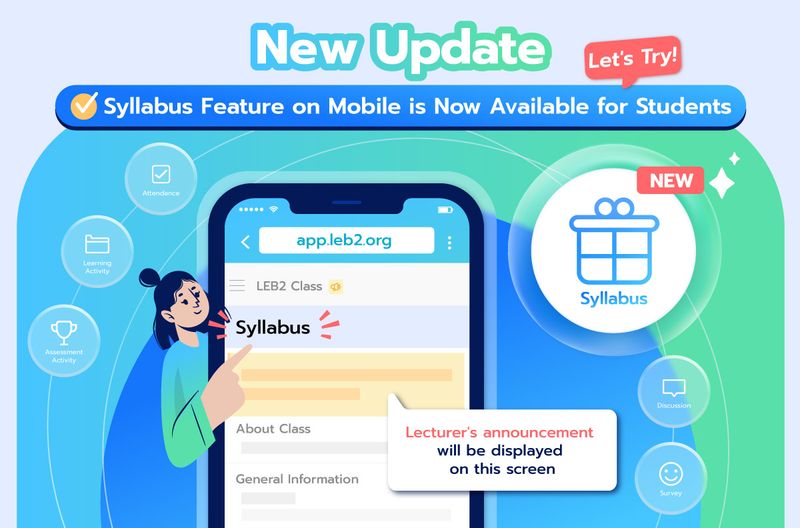 New Update
Let's Try!
Syllabus Feature on Mobile is Now Available for Students
Attendence
Learning
Activity
Assessment
Activity
app.leb2.org
LEB2 Class
Syllabus
About Class
General Information
Lecturer's announcement
will be displayed
on this screen
NEW
Syllabus
Discussion
Survey